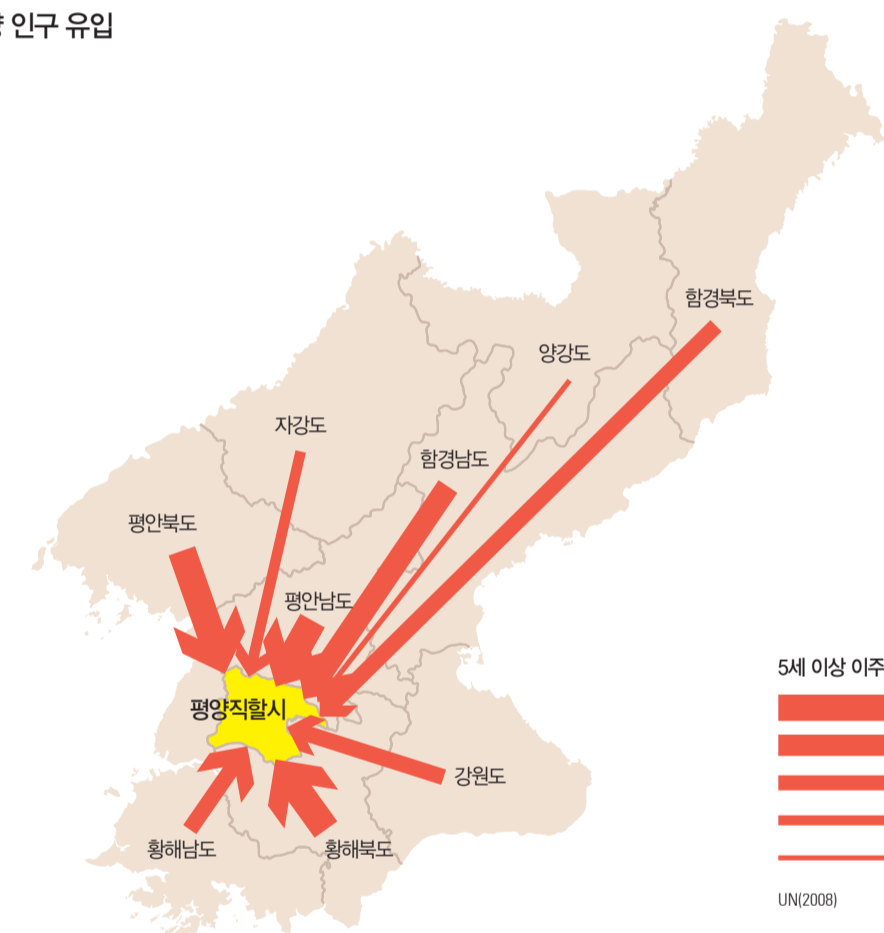 인구 유입
함경북도
양강도
자강도
함경남도
평안북도
평안남도
5세 이상 이주
평양직할시
강원도
황해남도
황해북도
UN(2008)